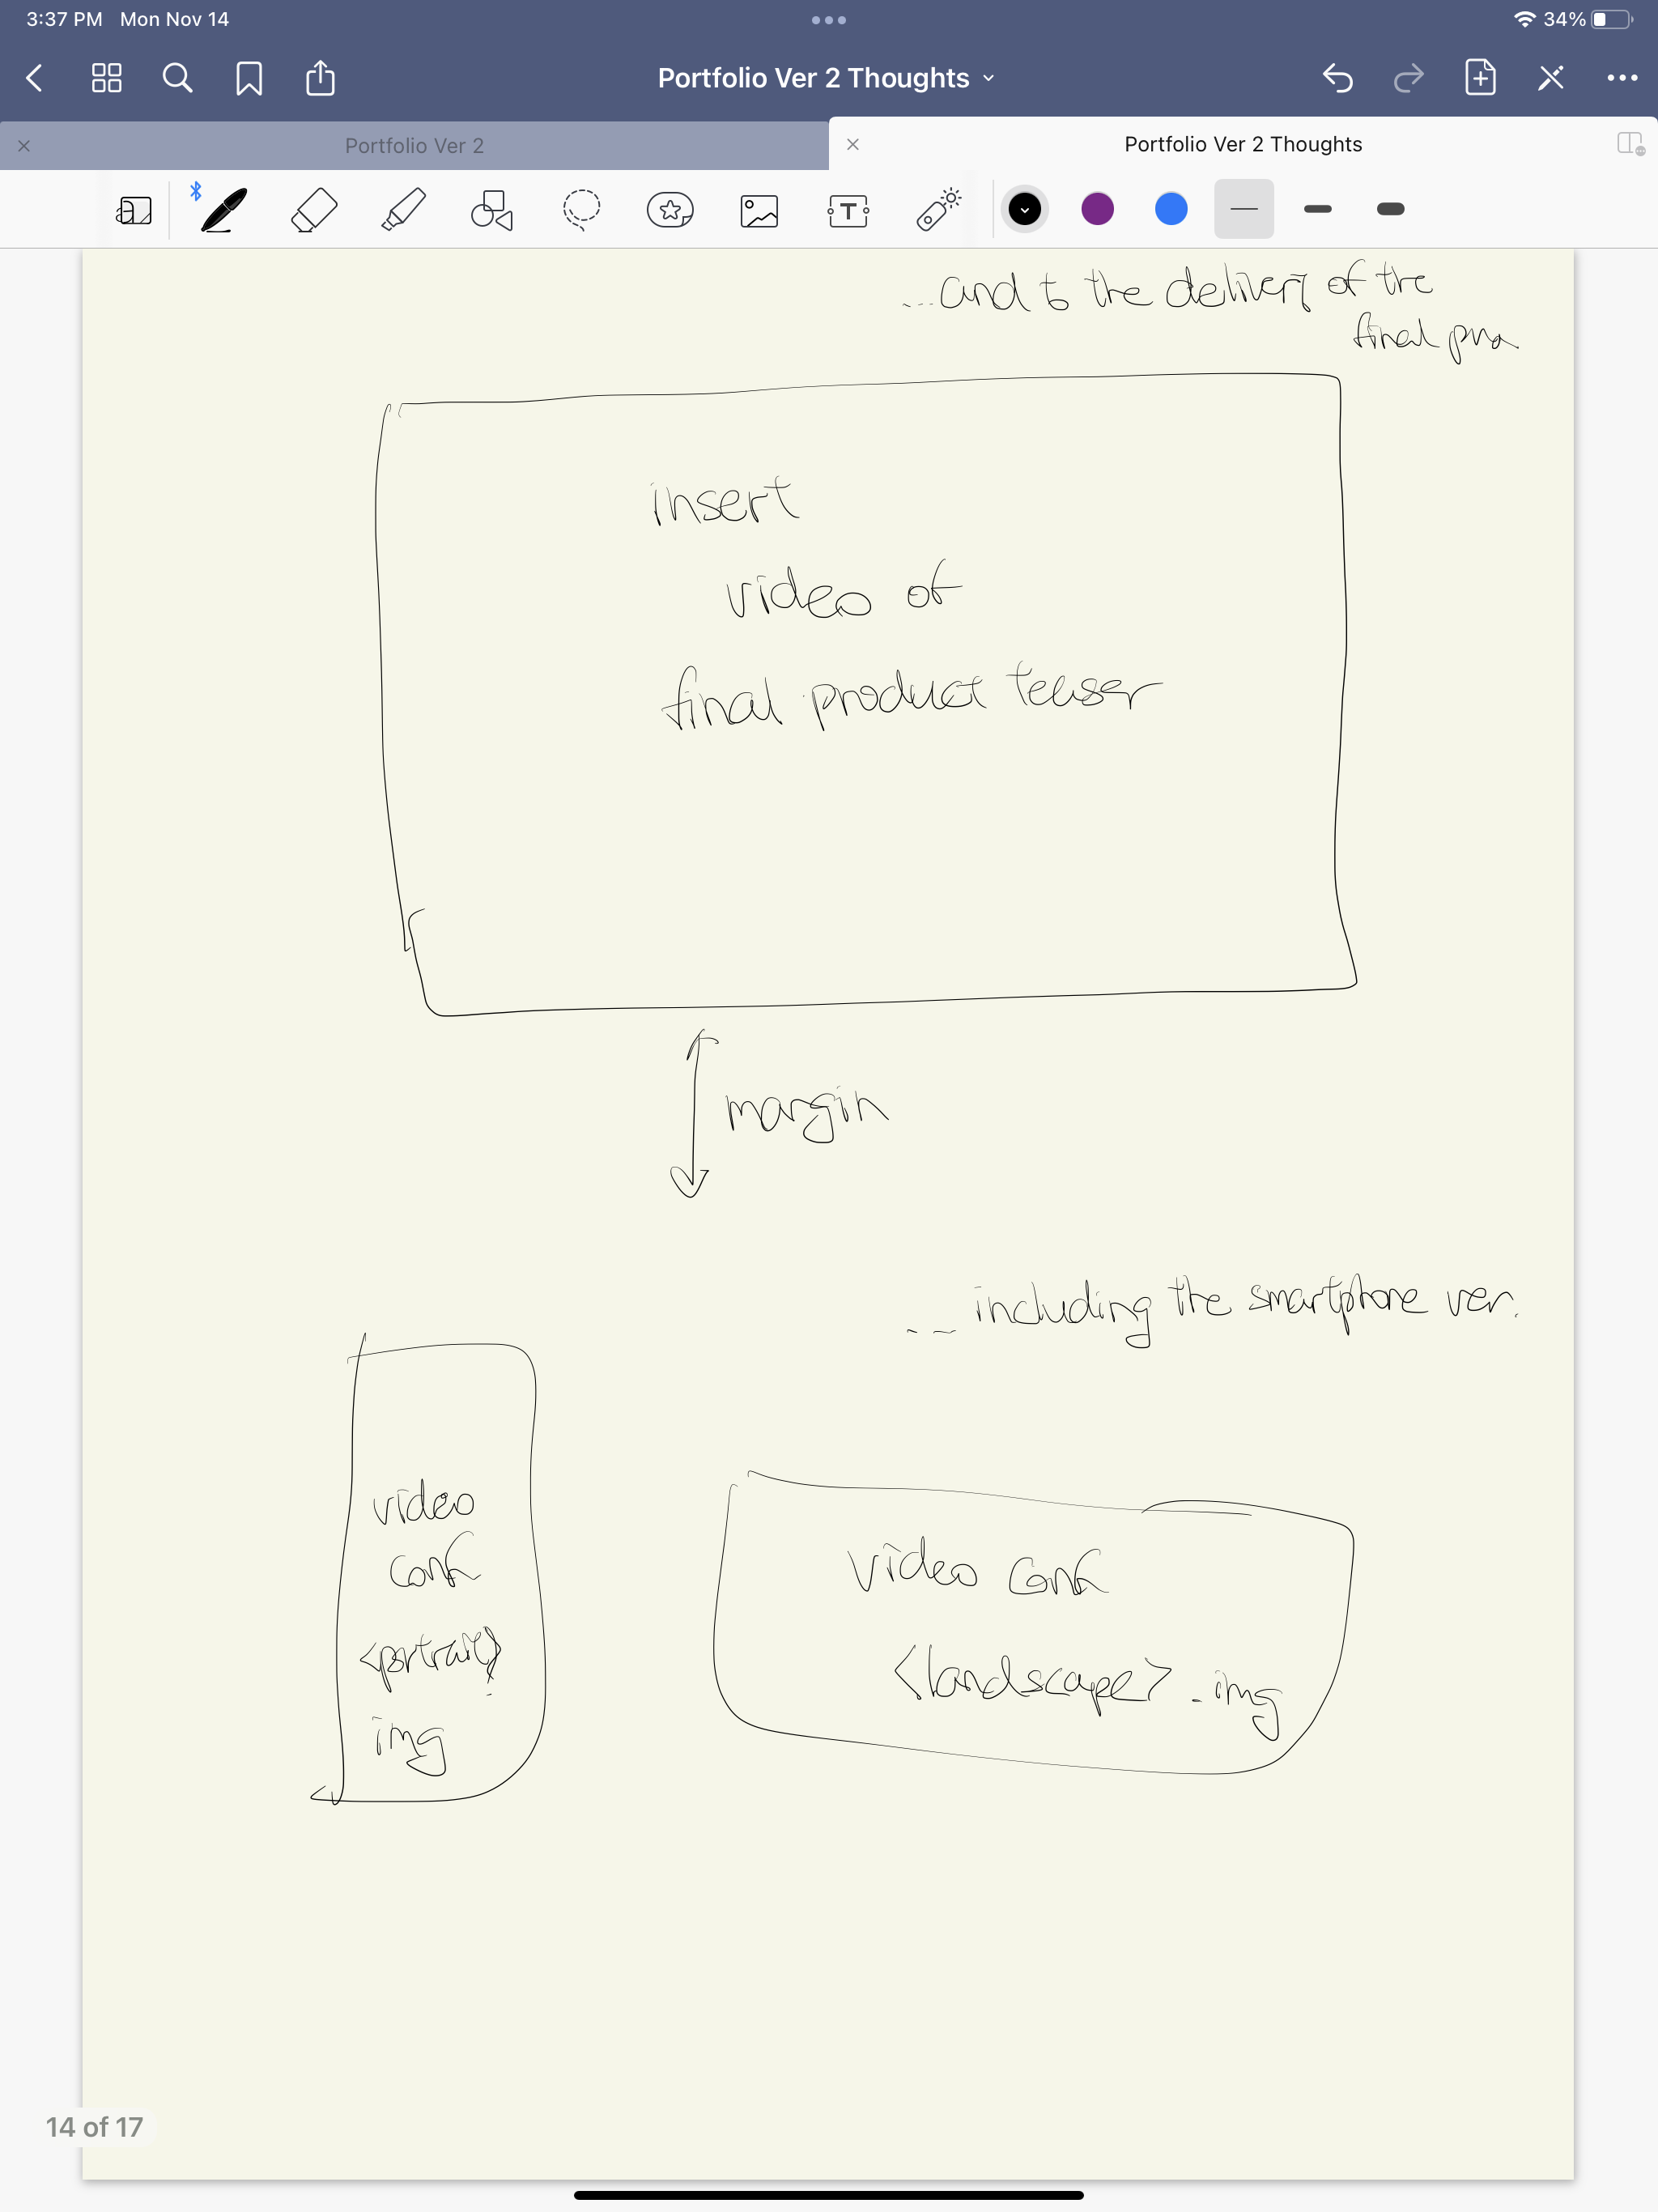 3:37 PM Mon Nov 14
34%
Portfolio Ver 2 Thoughts
Portfolio Ver 2
Portfolio Ver 2 Thoughts
T
...and to the delivery of the
final
insert
video of
final product teaser
margin
... including the smartphone ver.
video
conf
<portrait>
img
video conf
<landscape> - img
14 of 17